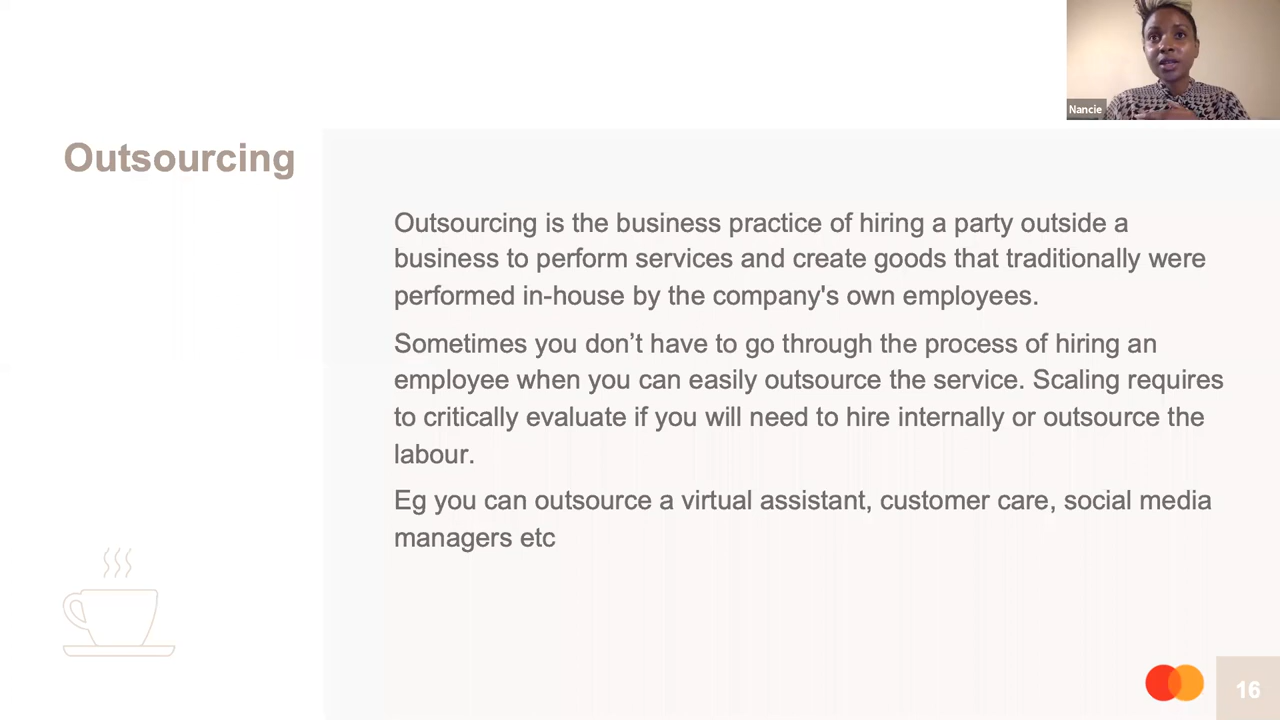 Nancie
Outsourcing
Outsourcing is the business practice of hiring a party outside a
business to perform services and create goods that traditionally were
performed in-house by the company's own employees.
Sometimes you don’t have to go through the process of hiring an
employee when you can easily outsource the service. Scaling requires
to critically evaluate if you will need to hire internally or outsource the
labour.
Eg you can outsource a virtual assistant, customer care, social media
managers etc
16